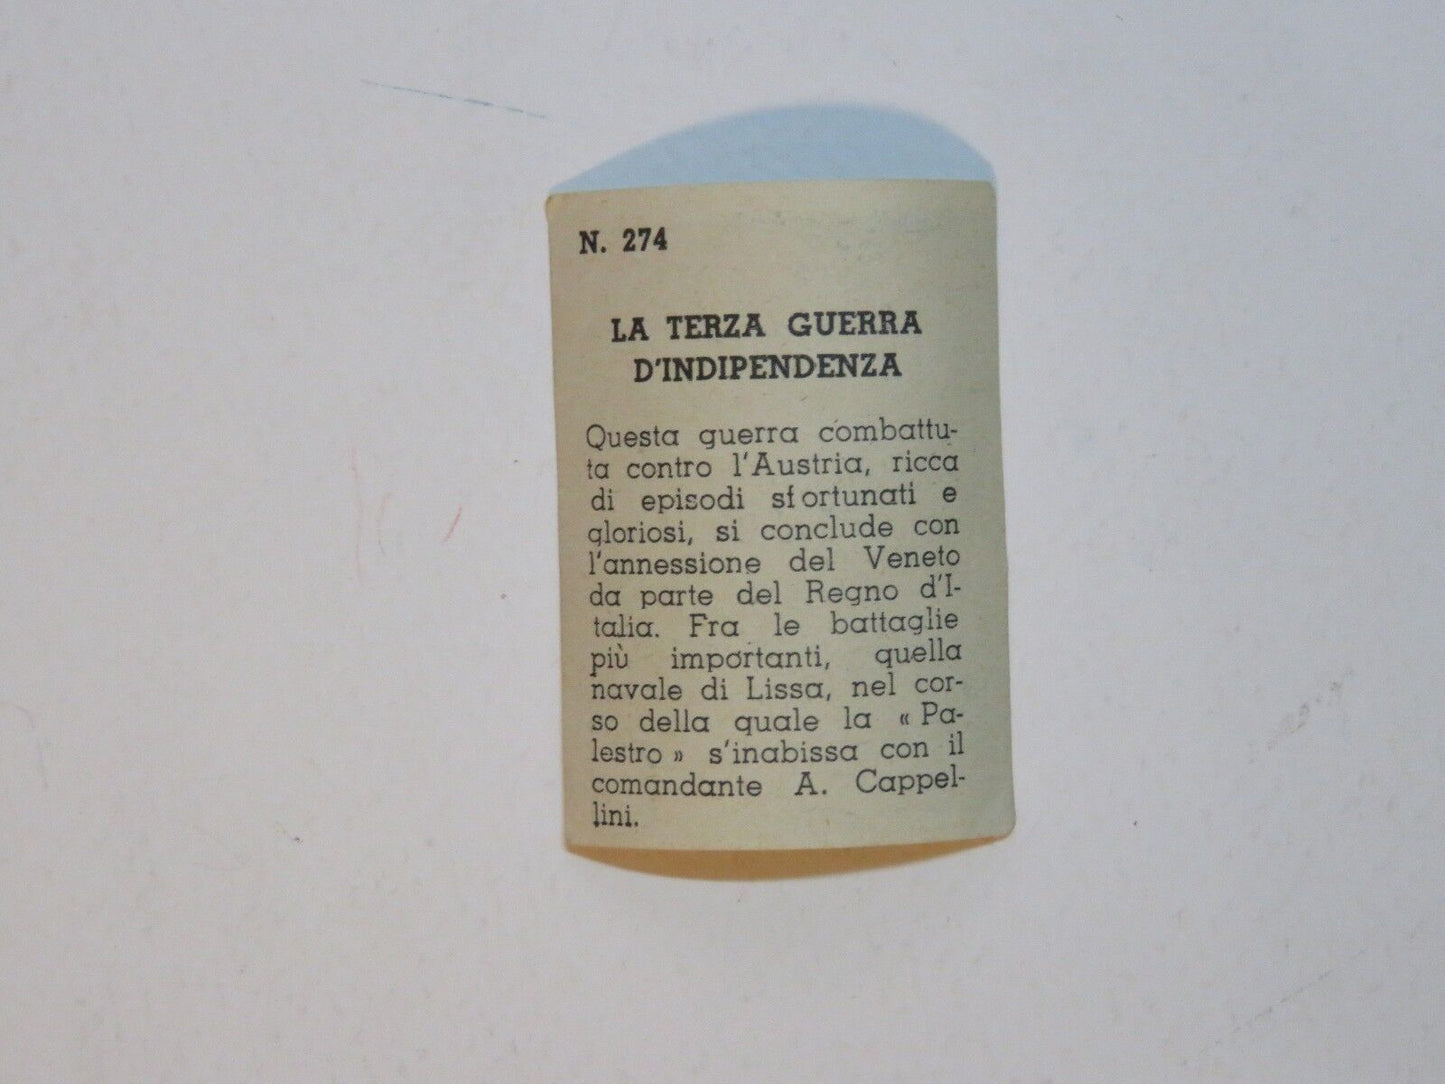 N. 274
LA TERZA GUERRA
D'INDIPENDENZA
Questa guerra combattu-
ta contro l'Austria, ricca
di episodi sfortunati e
gloriosi, si conclude con
l'annessione del Veneto
da parte del Regno d'I-
talia. Fra le battaglie
più importanti, quella
navale di Lissa, nel cor-
so della quale la « Pa-
lestro » s'inabissa con il
comandante A. Cappel-
lini.